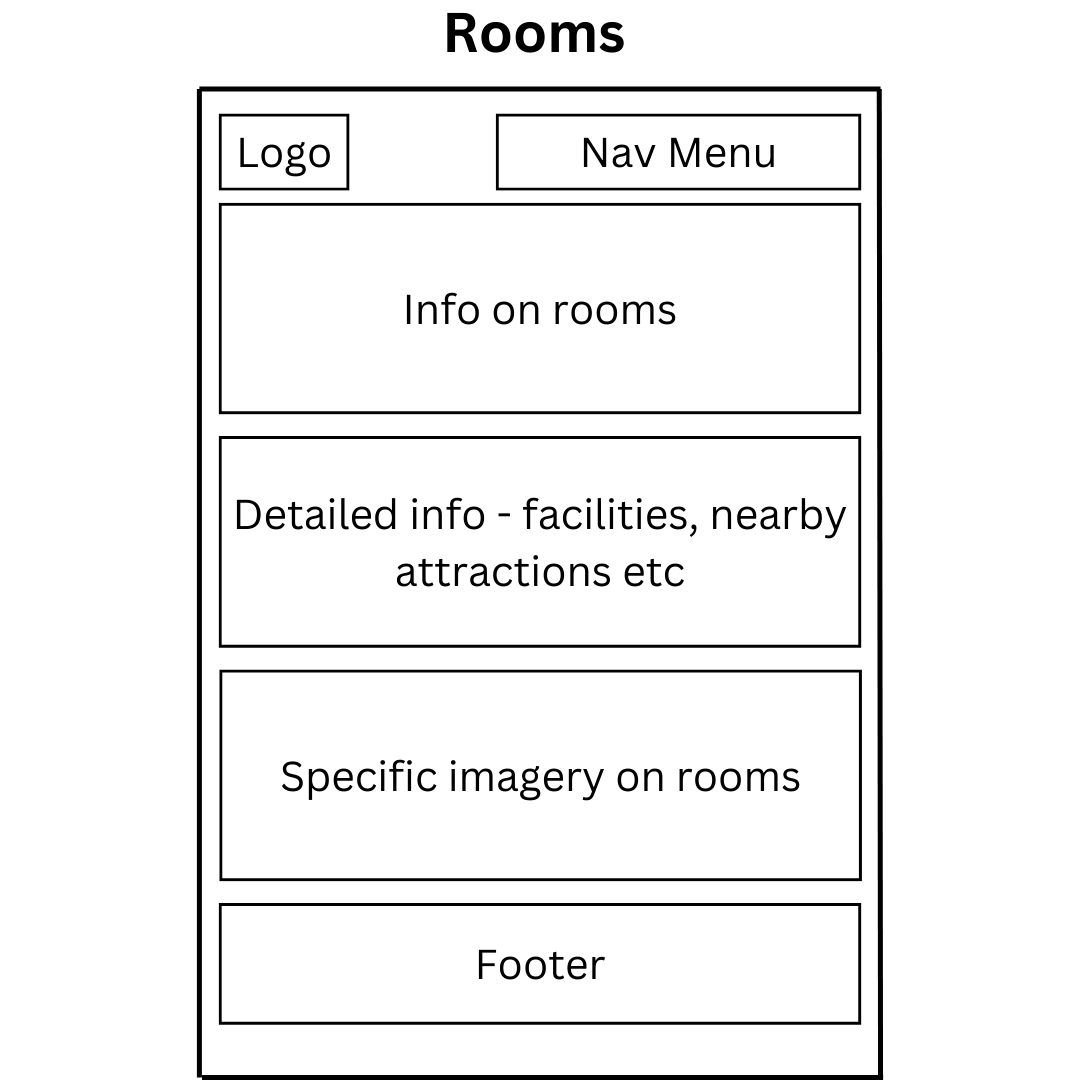 Rooms
Logo
Nav Menu
Info on rooms
Detailed info - facilities, nearby
attractions etc
Specific imagery on rooms
Footer